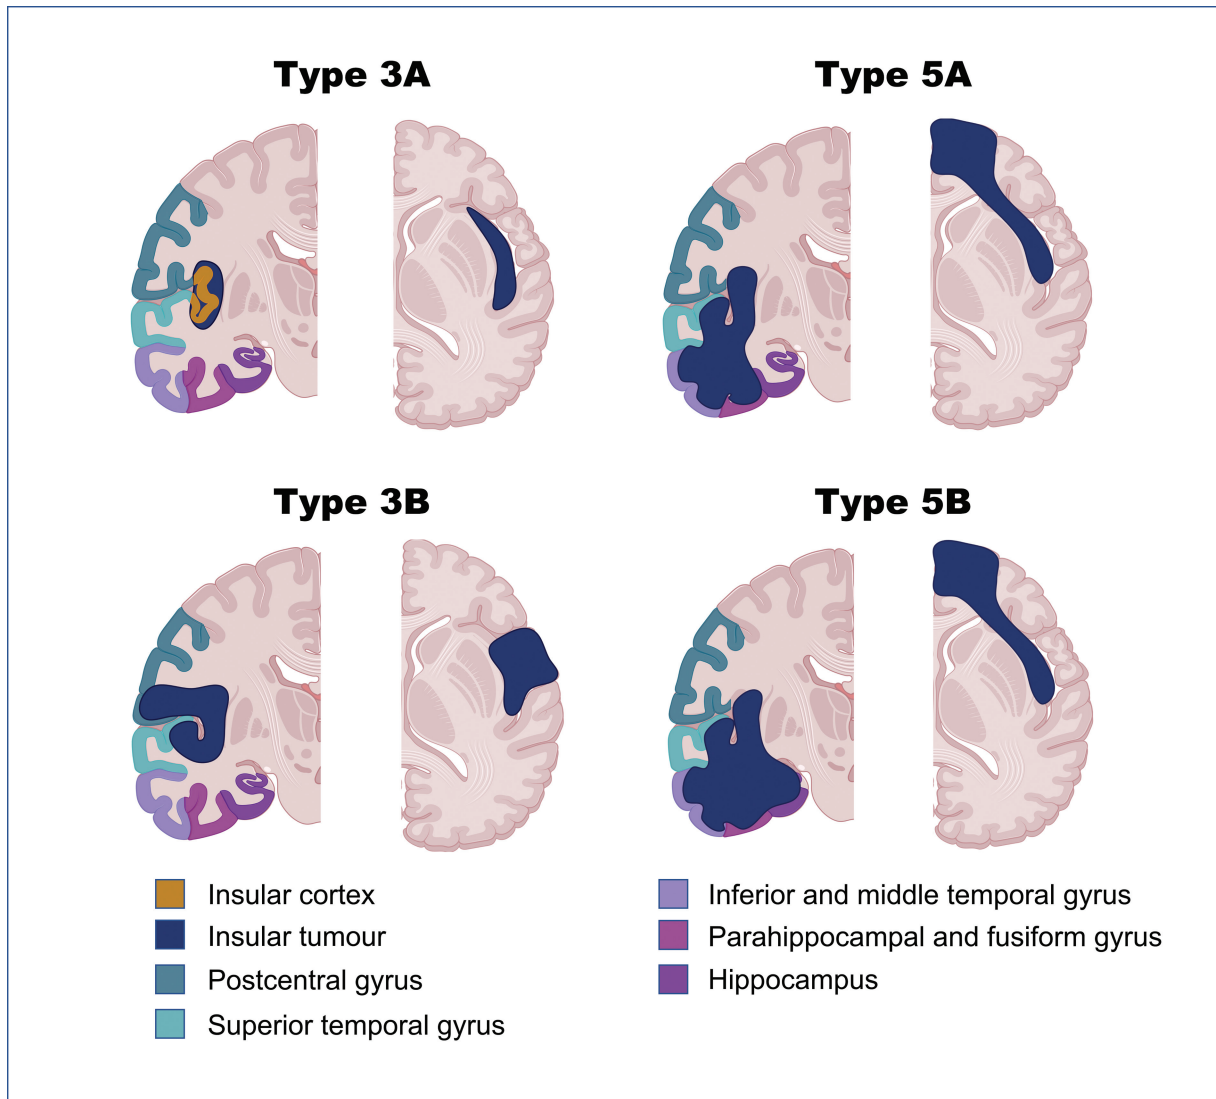 Type 3A
Type 5A
Type 3B
Type 5B
Insular cortex
Insular tumour
Postcentral gyrus
Superior temporal gyrus
Inferior and middle temporal gyrus
Parahippocampal and fusiform gyrus
Hippocampus